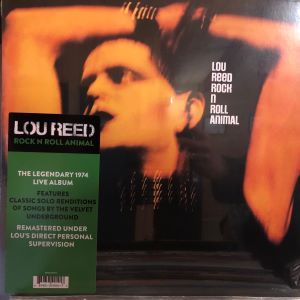 LOU
REED
ROCK
N
ROLL
ANIMAL
LOU REED
ROCK N ROLL ANIMAL
THE LEGENDARY 1974
LIVE ALBUM
FEATURES
CLASSIC SOLO RENDITIONS
OF SONGS BY THE VELVET
UNDERGROUND
REMASTERED UNDER
LOU'S DIRECT PERSONAL
SUPERVISION